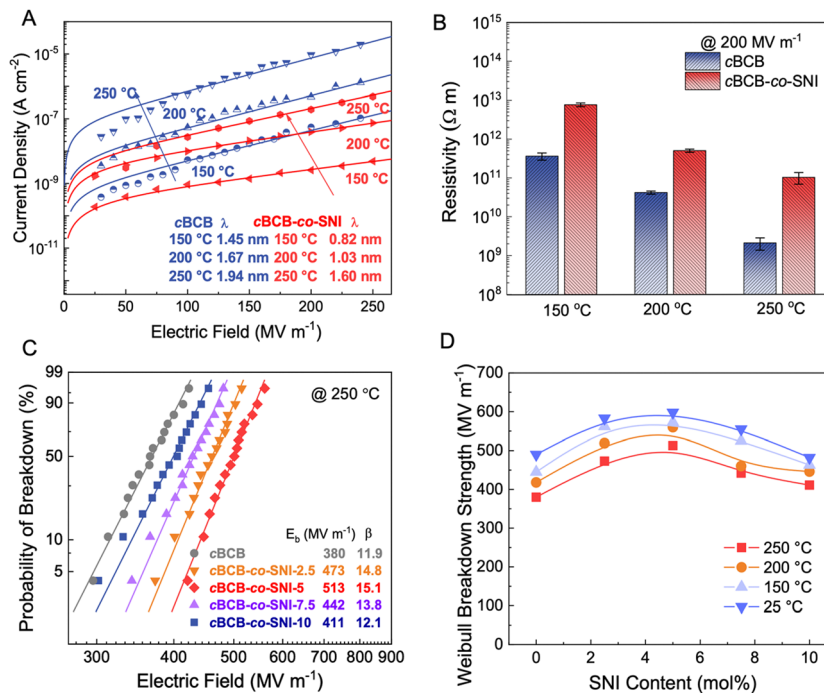 A
Current Density (A cm⁻²)
10⁻⁵
10⁻⁷
10⁻⁹
10⁻¹¹
250 °C
200 °C
150 °C
250 °C
200 °C
150 °C
cBCB λ cBCB-co-SNI λ
150 °C 1.45 nm 150 °C 0.82 nm
200 °C 1.67 nm 200 °C 1.03 nm
250 °C 1.94 nm 250 °C 1.60 nm
0 50 100 150 200 250
Electric Field (MV m⁻¹)
B
Resistivity (Ω m)
10¹⁵
10¹⁴
10¹³
10¹²
10¹¹
10¹⁰
10⁹
10⁸
@ 200 MV m⁻¹
cBCB
cBCB-co-SNI
150 °C 200 °C 250 °C
C
Probability of Breakdown (%)
99
90
50
10
5
@ 250 °C
E_b (MV m⁻¹) β
cBCB 380 11.9
cBCB-co-SNI-2.5 473 14.8
cBCB-co-SNI-5 513 15.1
cBCB-co-SNI-7.5 442 13.8
cBCB-co-SNI-10 411 12.1
300 400 500 600 700 800 900
Electric Field (MV m⁻¹)
D
Weibull Breakdown Strength (MV m⁻¹)
700
600
500
400
300
200
100
0
250 °C
200 °C
150 °C
25 °C
0 2 4 6 8 10
SNI Content (mol%)